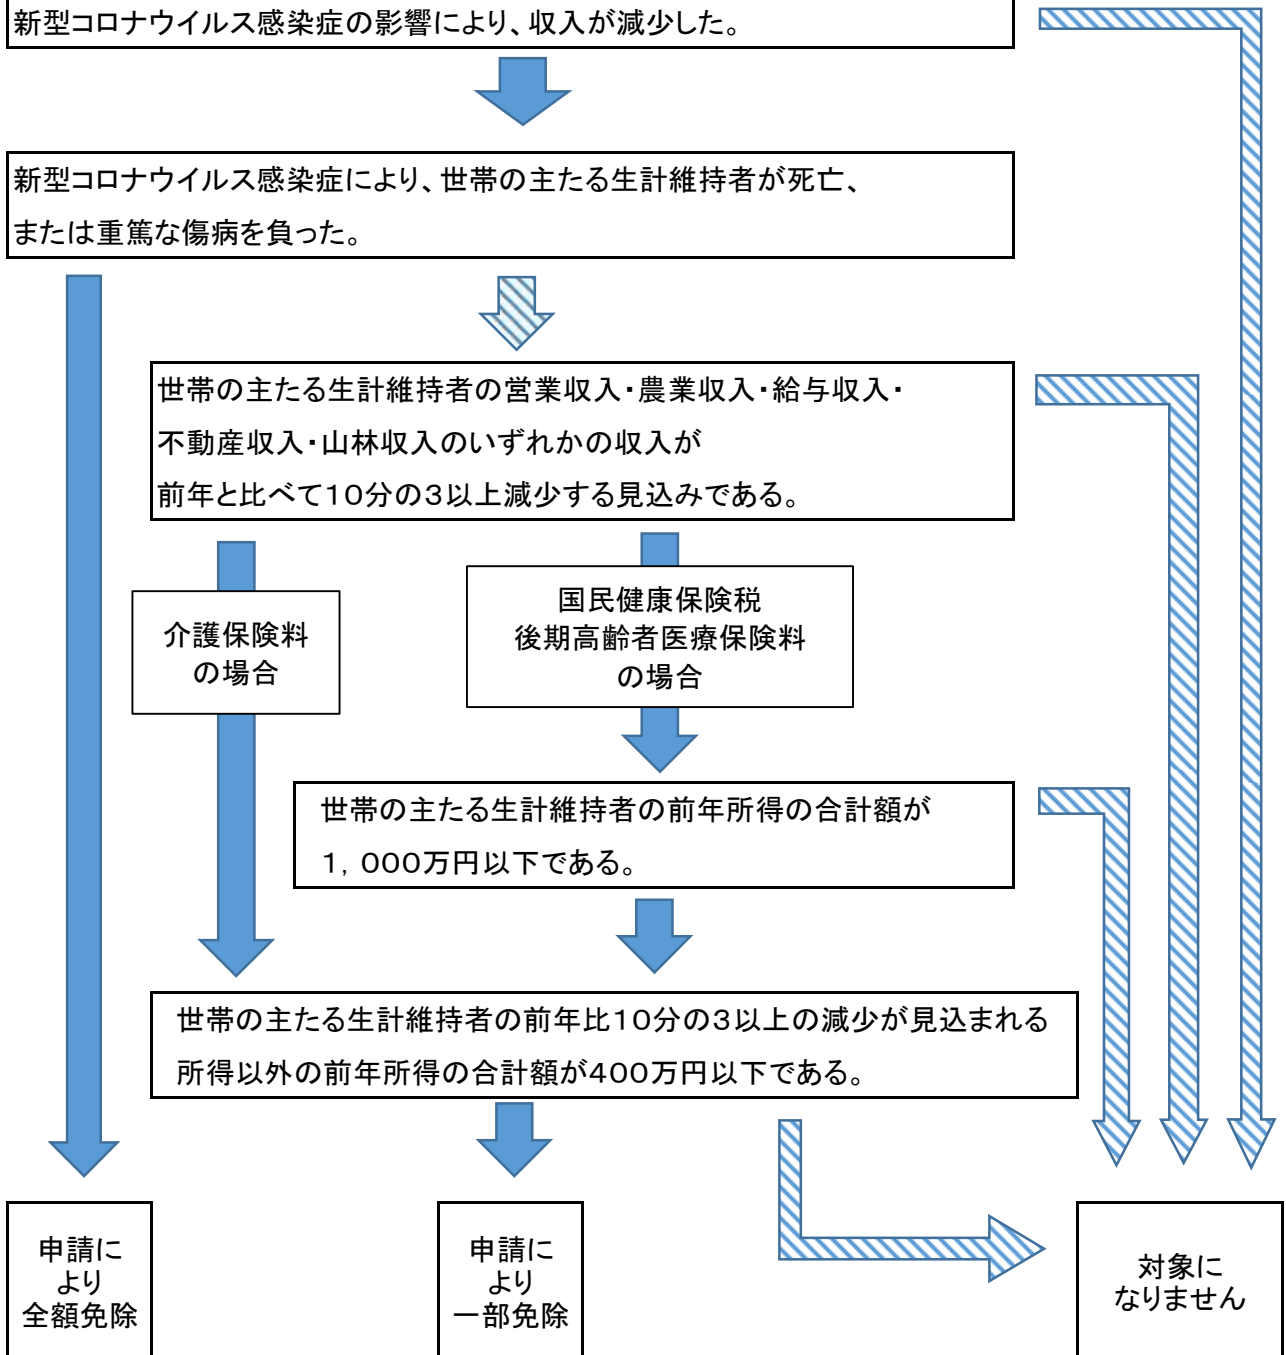 新型コロナウイルス感染症の影響により、収入が減少した。
新型コロナウイルス感染症により、世帯の主たる生計維持者が死亡、
または重篤な傷病を負った。
世帯の主たる生計維持者の営業収入・農業収入・給与収入・
不動産収入・山林収入のいずれかの収入が
前年と比べて10分の3以上減少する見込みである。
介護保険料
の場合
国民健康保険税
後期高齢者医療保険料
の場合
世帯の主たる生計維持者の前年所得の合計額が
1,000万円以下である。
世帯の主たる生計維持者の前年比10分の3以上の減少が見込まれる
所得以外の前年所得の合計額が400万円以下である。
申請に
より
全額免除
申請に
より
一部免除
対象に
なりません